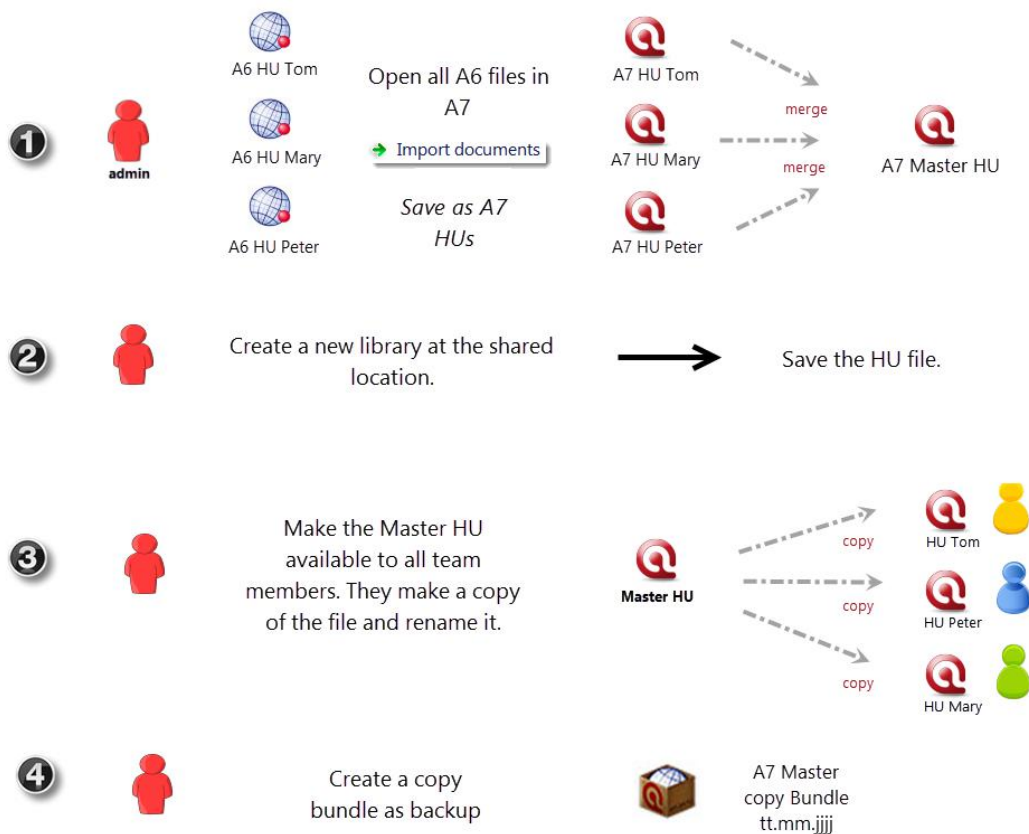 1
admin
A6 HU Tom
A6 HU Mary
A6 HU Peter
Open all A6 files in
A7
Import documents
Save as A7
HUs
A7 HU Tom
A7 HU Mary
A7 HU Peter
merge
merge
A7 Master HU
2
Create a new library at the shared
location.
Save the HU file.
3
Make the Master HU
available to all team
members. They make a copy
of the file and rename it.
Master HU
copy
copy
copy
HU Tom
HU Peter
HU Mary
4
Create a copy
bundle as backup
A7 Master
copy Bundle
tt.mm.jjjj